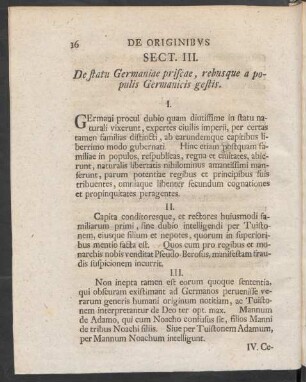 36 DE ORIGINIBVS
SECT. III.
De statu Germaniae priscae, rebusque a po-
pulis Germanicis gestis.
I.
GErmani procul dubio quam diutissime in statu na-
turali vixerunt, expertes ciuilis imperii, per certas
tamen familias distincti, ab earundemque capitibus li-
berrimo modo gubernati. Hinc etiam postquam fa-
miliae in populos, respublicas, regna et ciuitates, abie-
runt, naturalis libertatis nihilominus amantissimi man-
serunt, parum potentiae regibus et principibus suis
tribuentes, omniaque libenter secundum cognationes
et propinquitates peragentes.
II.
Capita conditoresque, et rectores huiusmodi fa-
miliarum primi, sine dubio intelligendi per Tuisto-
nem, eiusque filium et nepotes, quorum in superiori-
bus mentio facta est. Quos cum pro regibus et mo-
narchis nobis venditat Pseudo-Berosus, manifestam frau-
dis suspicionem incurrit.
III.
Non inepta tamen est eorum quoque sententia,
qui obscuram existimant ad Germanos peruenisse ve-
rarum generis humani originum notitiam, ac Tuisto-
nem interpretantur de Deo ter opt. max. Mannum
de Adamo, qui cum Noacho confusus sit, filios Manni
de tribus Noachi filiis. Siue per Tuistonem Adamum,
per Mannum Noachum intelligunt.
IV. Ce-